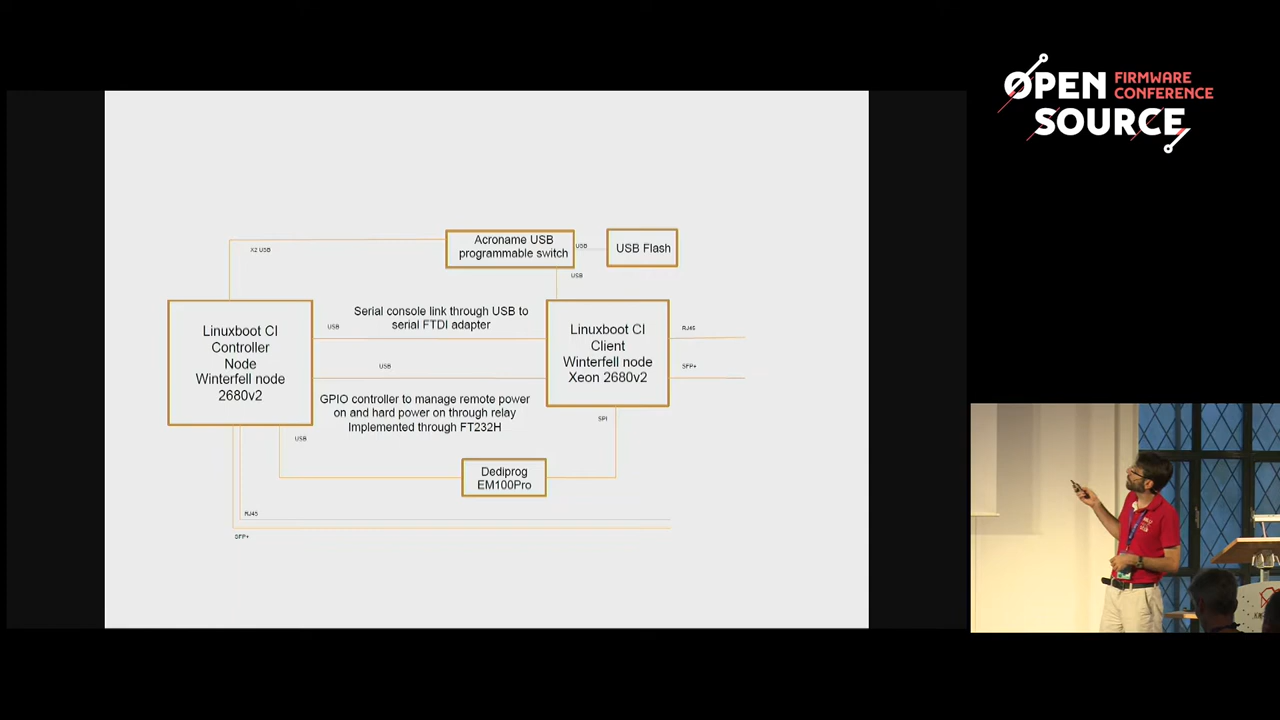 OPEN FIRMWARE
CONFERENCE
SOURCE
Acroname USB
programmable switch
USB
USB Flash
X2 USB
USB
Linuxboot CI
Controller
Node
Winterfell node
2680v2
USB
Serial console link through USB to
serial FTDI adapter
USB
GPIO controller to manage remote power
on and hard power on through relay
Implemented through FT232H
USB
Linuxboot CI
Client
Winterfell node
Xeon 2680v2
RJ45
SFP+
SPI
Dediprog
EM100Pro
RJ45
SFP+